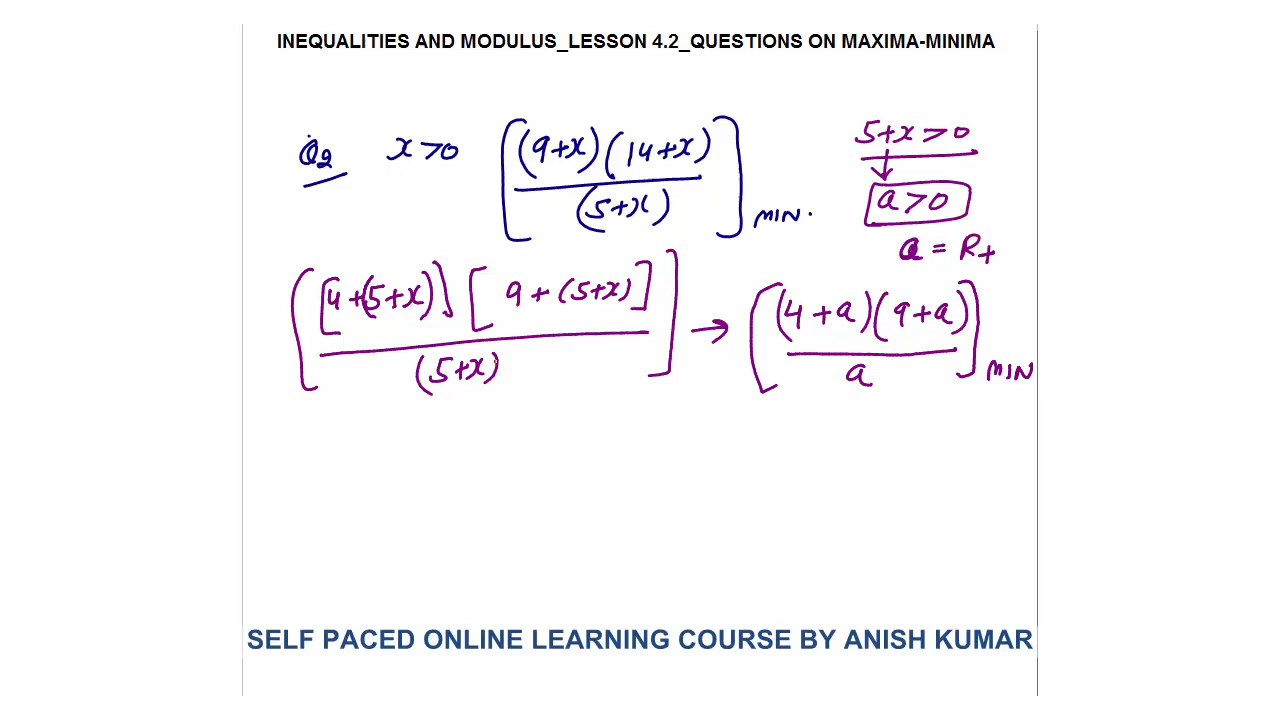 INEQUALITIES AND MODULUS_LESSON 4.2_QUESTIONS ON MAXIMA-MINIMA
Q2 x>0 [(9+x)(14+x)/(5+x)] MIN.
5+x>0
↓
a>0
a = R+
([4+(5+x)][9+(5+x)]/(5+x)] → [(4+a)(9+a)/a] MIN
SELF PACED ONLINE LEARNING COURSE BY ANISH KUMAR